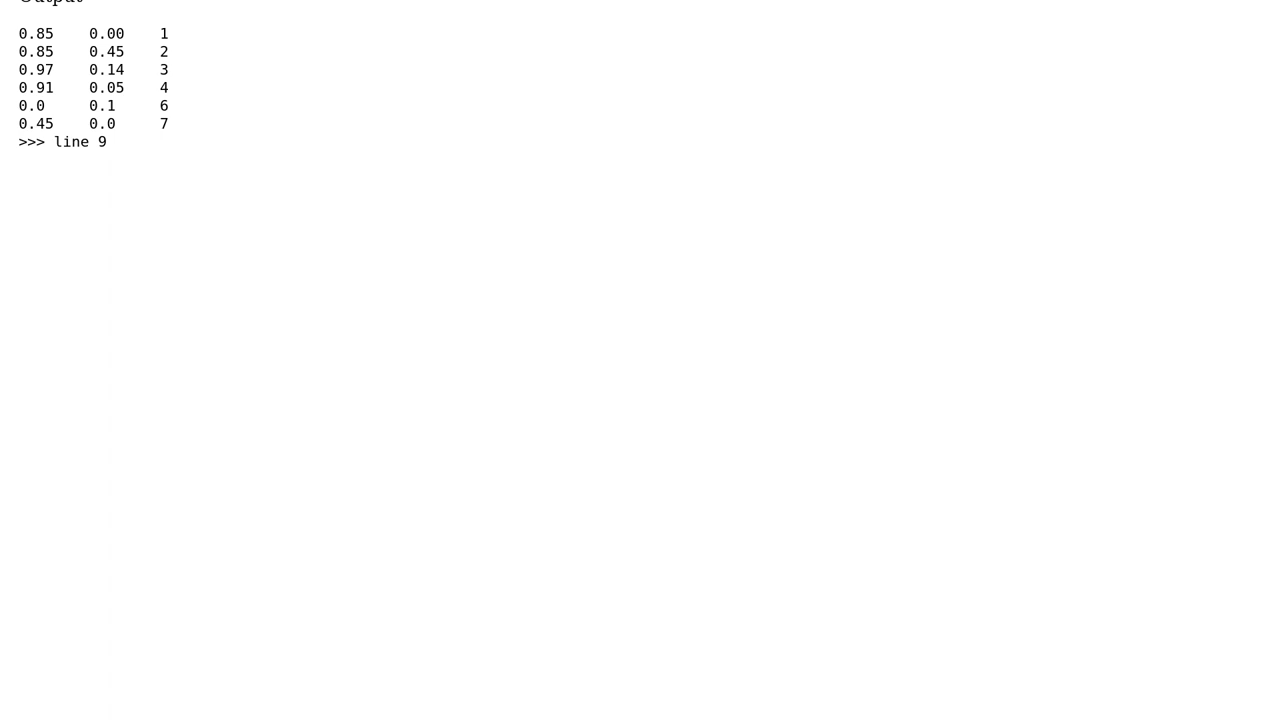 Output
0.85    0.00    1
0.85    0.45    2
0.97    0.14    3
0.91    0.05    4
0.0     0.1     6
0.45    0.0     7
>>> line 9